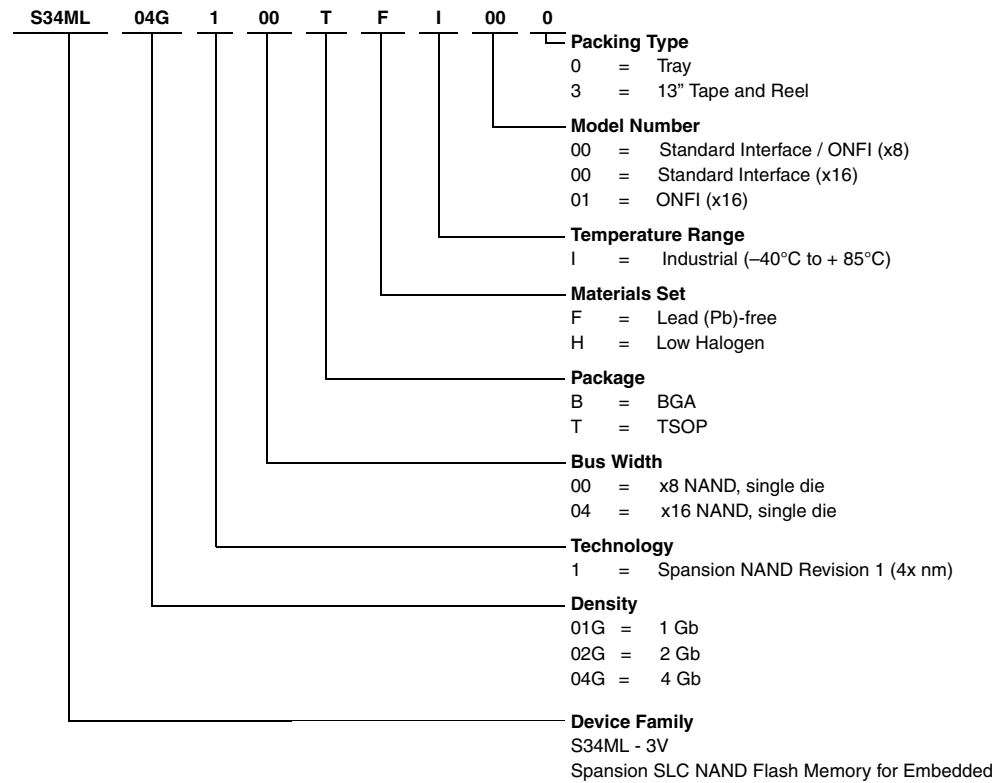 S34ML 04G 1 00 T F I 00 0
Packing Type
0 = Tray
3 = 13” Tape and Reel
Model Number
00 = Standard Interface / ONFI (x8)
00 = Standard Interface (x16)
01 = ONFI (x16)
Temperature Range
I = Industrial (–40°C to + 85°C)
Materials Set
F = Lead (Pb)-free
H = Low Halogen
Package
B = BGA
T = TSOP
Bus Width
00 = x8 NAND, single die
04 = x16 NAND, single die
Technology
1 = Spansion NAND Revision 1 (4x nm)
Density
01G = 1 Gb
02G = 2 Gb
04G = 4 Gb
Device Family
S34ML - 3V
Spansion SLC NAND Flash Memory for Embedded